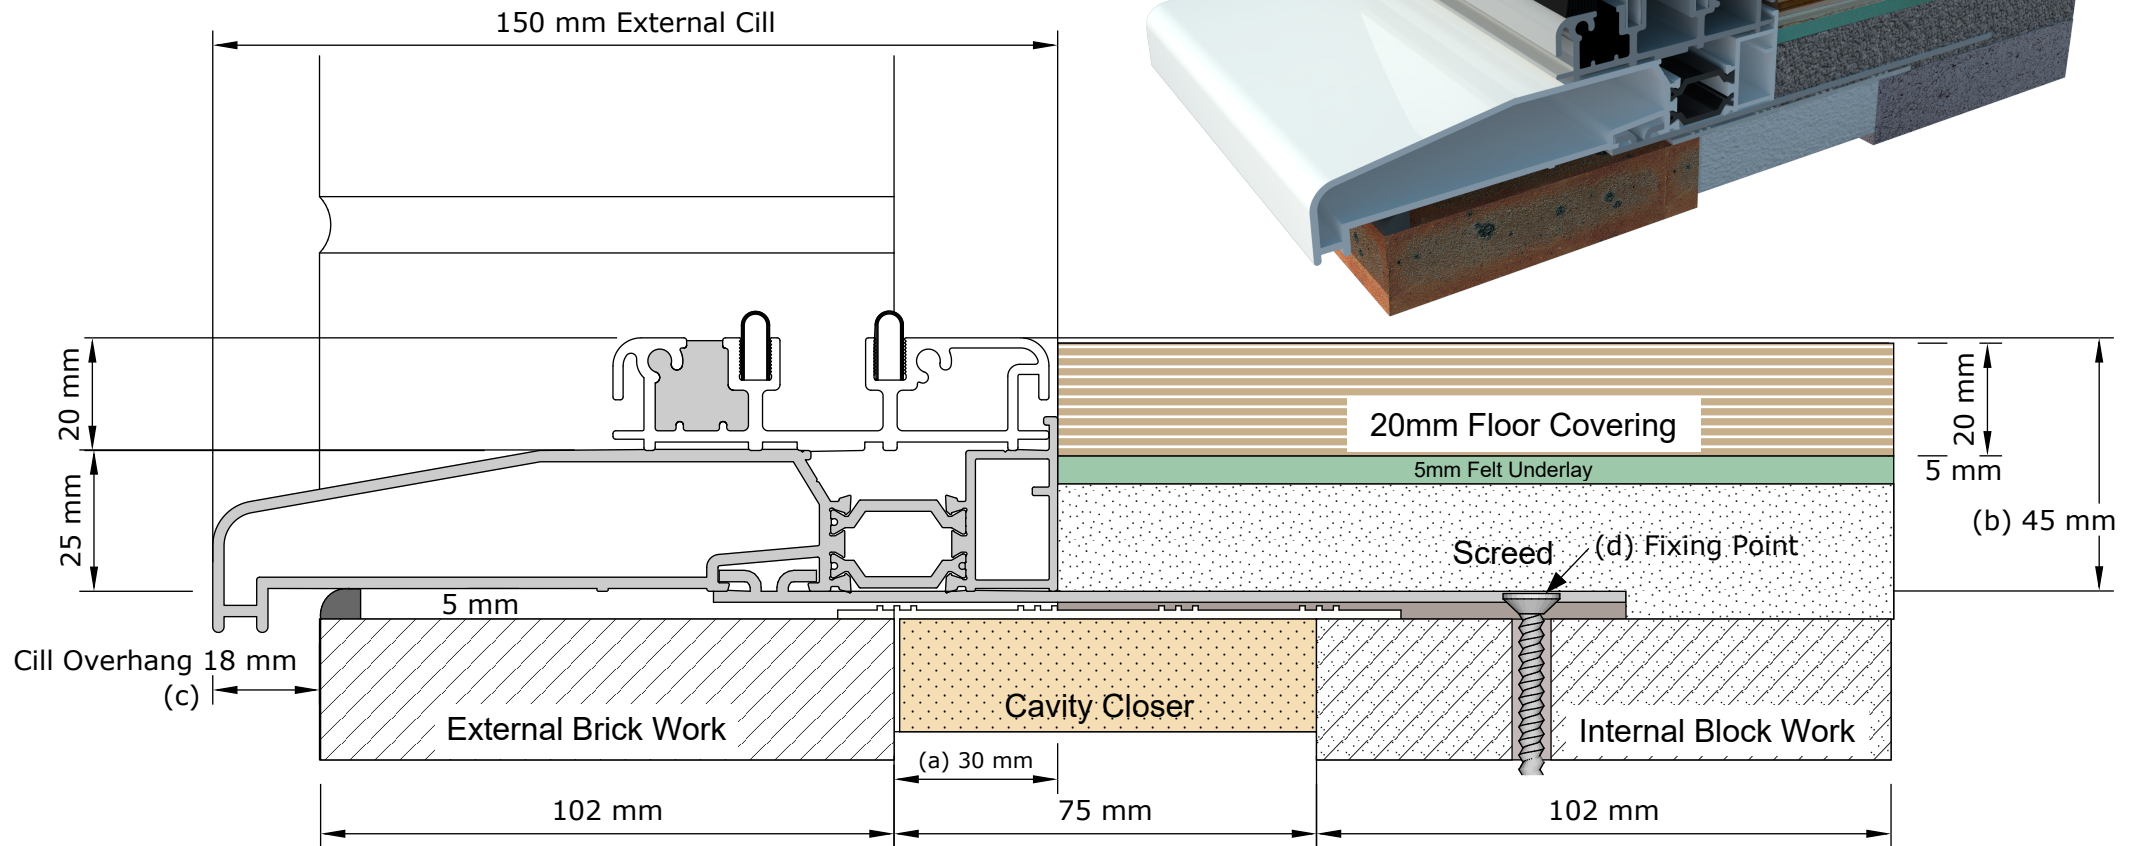 150 mm External Cill
20 mm
25 mm
20mm Floor Covering
5mm Felt Underlay
20 mm
5 mm
(b) 45 mm
Screed
(d) Fixing Point
5 mm
Cill Overhang 18 mm
(c)
External Brick Work
Cavity Closer
Internal Block Work
(a) 30 mm
102 mm
75 mm
102 mm